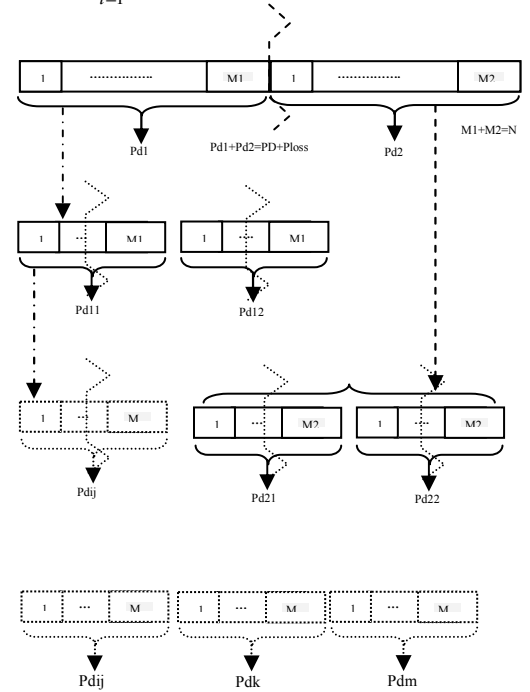 i=1
1 ................ M1 1 ................ M2
Pd1 Pd1+Pd2=PD+Ploss Pd2 M1+M2=N
1 ... M1 1 ... M1
Pd11 Pd12
1 ... M 1 ... M2 1 ... M2
Pdij Pd21 Pd22
1 ... M 1 ... M 1 ... M
Pdij Pdk Pdm